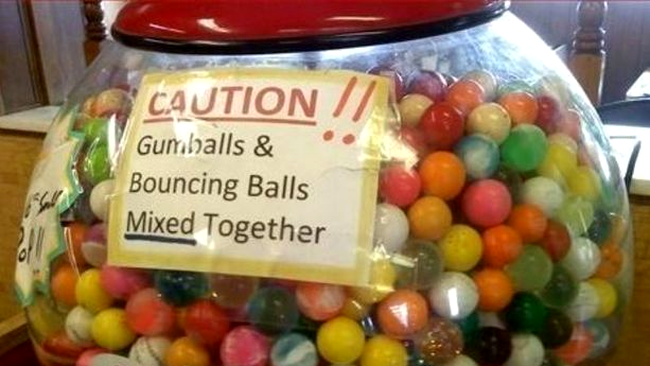 CAUTION!!
Gumballs &
Bouncing Balls
Mixed Together